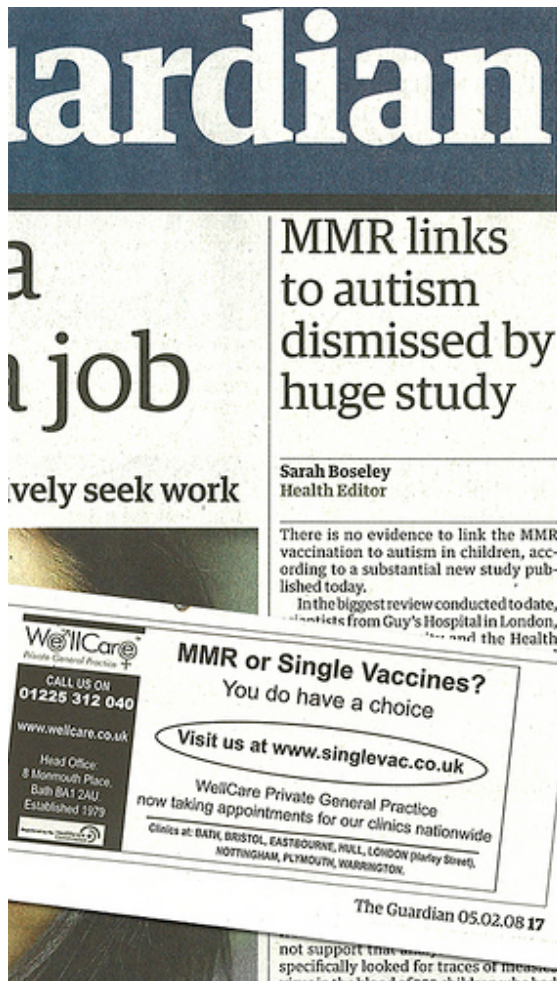 ardian
a
a job
vely seek work
MMR links
to autism
dismissed by
huge study
Sarah Boseley
Health Editor
There is no evidence to link the MMR
vaccination to autism in children, acc-
ording to a substantial new study pub-
lished today.
In the biggest review conducted to date,
scientists from Guy's Hospital in London,
and the Health
WellCare
Private General Practice
CALL US ON
01225 312 040
www.wellcare.co.uk
Head Office:
8 Monmouth Place,
Bath BA1 2AU
Established 1979
MMR or Single Vaccines?
You do have a choice
Visit us at www.singlevac.co.uk
WellCare Private General Practice
now taking appointments for our clinics nationwide
Clinics at: BATH, BRISTOL, EASTBOURNE, HULL, LONDON (Harley Street),
NOTTINGHAM, PLYMOUTH, WARRINGTON.
The Guardian 05.02.08 17
not support that
specifically looked for traces of measles